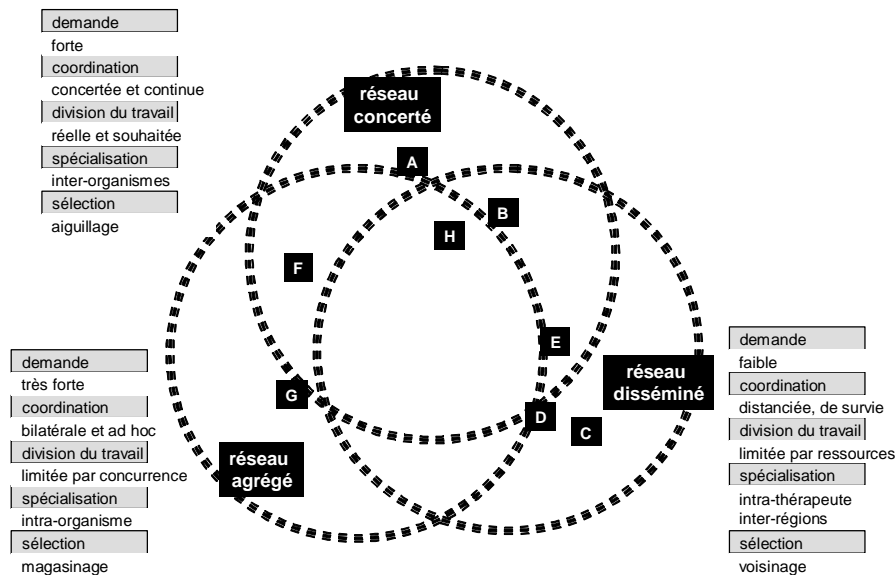 demande
forte
coordination
concertée et continue
division du travail
réelle et souhaitée
spécialisation
inter-organismes
sélection
aiguillage
réseau
concerté
A
B
H
F
E
G
D
C
réseau
disséminé
réseau
agrégé
demande
très forte
coordination
bilatérale et ad hoc
division du travail
limitée par concurrence
spécialisation
intra-organisme
sélection
magasinage
demande
faible
coordination
distanciée, de survie
division du travail
limitée par ressources
spécialisation
intra-thérapeute
inter-régions
sélection
voisinage